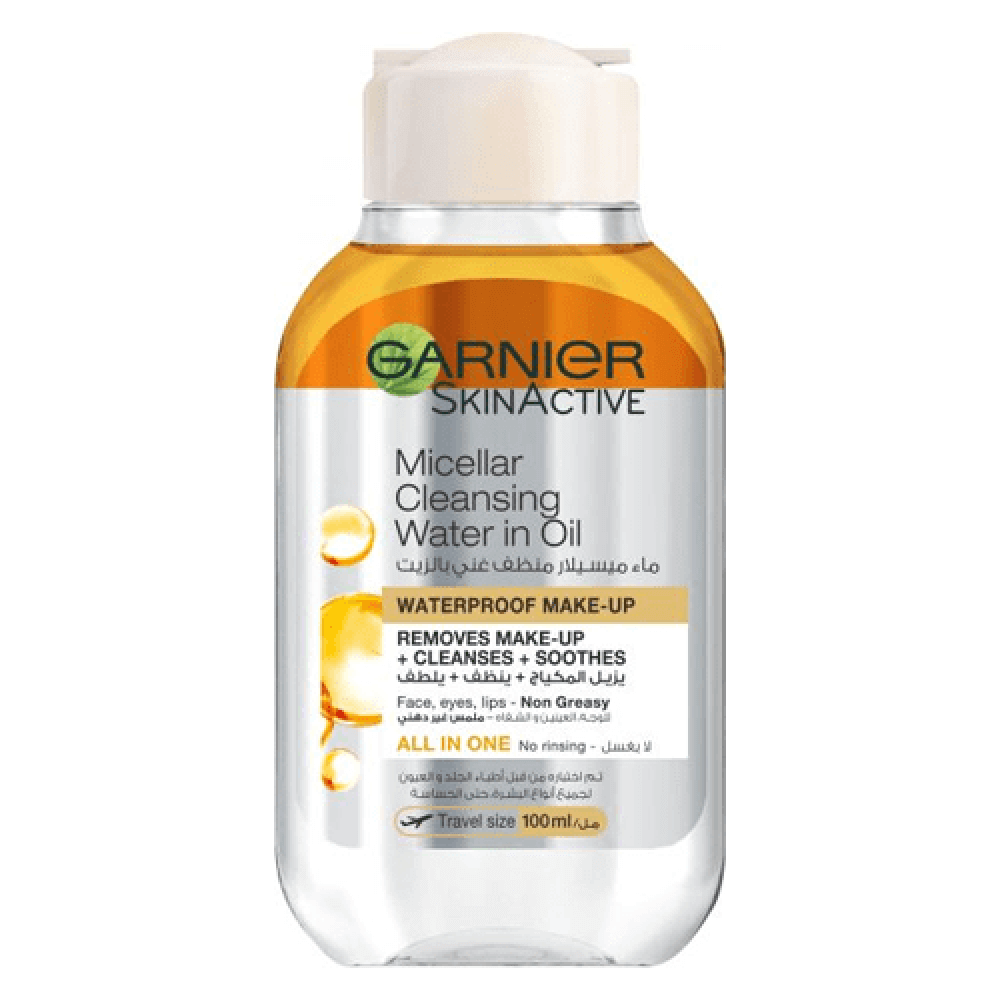 GARNIER
SKINACTIVE
Micellar
Cleansing
Water in Oil
ماء ميسيلار منظف غني بالزيت
WATERPROOF MAKE-UP
REMOVES MAKE-UP
+ CLEANSES + SOOTHES
يزيل المكياج + ينظف + يلطف
Face, eyes, lips - Non Greasy
للوجه، العينين و الشفاه - ملمس غير دهني
ALL IN ONE No rinsing - لا يغسل
تم اختباره من قبل أطباء الجلد و العيون
لجميع أنواع البشرة، حتى الحساسة
Travel size 100ml/مل